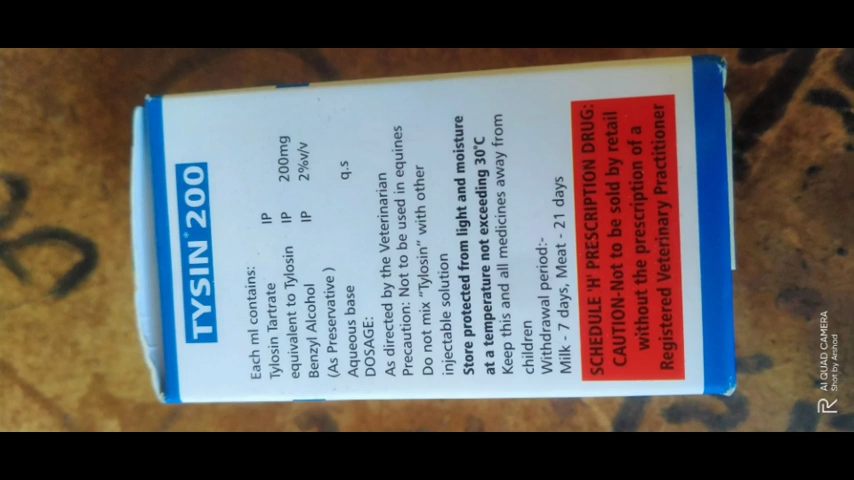 TYSIN® 200
Each ml contains:
Tylosin Tartrate IP
equivalent to Tylosin IP 200mg
Benzyl Alcohol IP 2%v/v
(As Preservative )
Aqueous base q.s
DOSAGE:
As directed by the Veterinarian
Precaution: Not to be used in equines
Do not mix “Tylosin” with other
injectable solution
Store protected from light and moisture
at a temperature not exceeding 30°C
Keep this and all medicines away from
children
Withdrawal period:-
Milk - 7 days, Meat - 21 days
SCHEDULE 'H' PRESCRIPTION DRUG:
CAUTION-Not to be sold by retail
without the prescription of a
Registered Veterinary Practitioner
AI QUAD CAMERA
Shot by Arshad